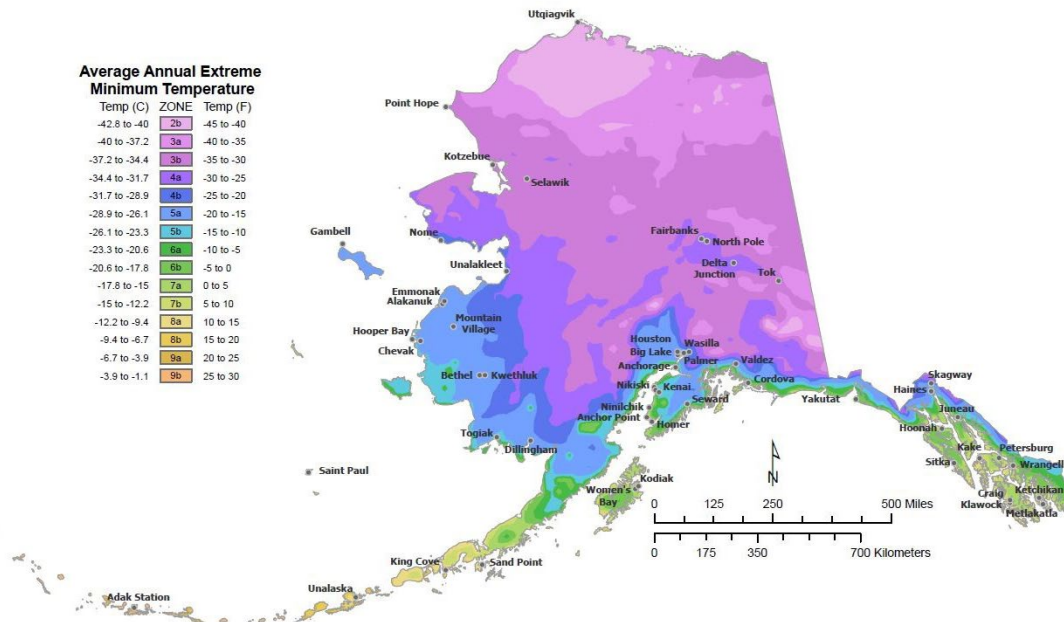 Utqiagvik
Average Annual Extreme
Minimum Temperature
Temp (C) ZONE Temp (F)
-42.8 to -40 2b -45 to -40
-40 to -37.2 3a -40 to -35
-37.2 to -34.4 3b -35 to -30
-34.4 to -31.7 4a -30 to -25
-31.7 to -28.9 4b -25 to -20
-28.9 to -26.1 5a -20 to -15
-26.1 to -23.3 5b -15 to -10
-23.3 to -20.6 6a -10 to -5
-20.6 to -17.8 6b -5 to 0
-17.8 to -15 7a 0 to 5
-15 to -12.2 7b 5 to 10
-12.2 to -9.4 8a 10 to 15
-9.4 to -6.7 8b 15 to 20
-6.7 to -3.9 9a 20 to 25
-3.9 to -1.1 9b 25 to 30
Point Hope
Kotzebue
Selawik
Gambell
Nome
Fairbanks
North Pole
Unalakleet
Delta
Junction
Tok
Emmonak
Alakanuk
Mountain
Village
Hooper Bay
Chevak
Houston
Wasilla
Big Lake
Palmer
Valdez
Anchorage
Bethel
Kwethluk
Nikiski
Kenai
Cordova
Skagway
Haines
Yakutat
Ninilchik
Seward
Anchor Point
Homer
Juneau
Hoonah
Togiak
Dillingham
Kake
Petersburg
Sitka
Wrangell
Saint Paul
N
Kodiak
Women's
Bay
Craig
Ketchikan
Klawock
Metlakatla
0 125 250 500 Miles
0 175 350 700 Kilometers
King Cove
Sand Point
Unalaska
Adak Station